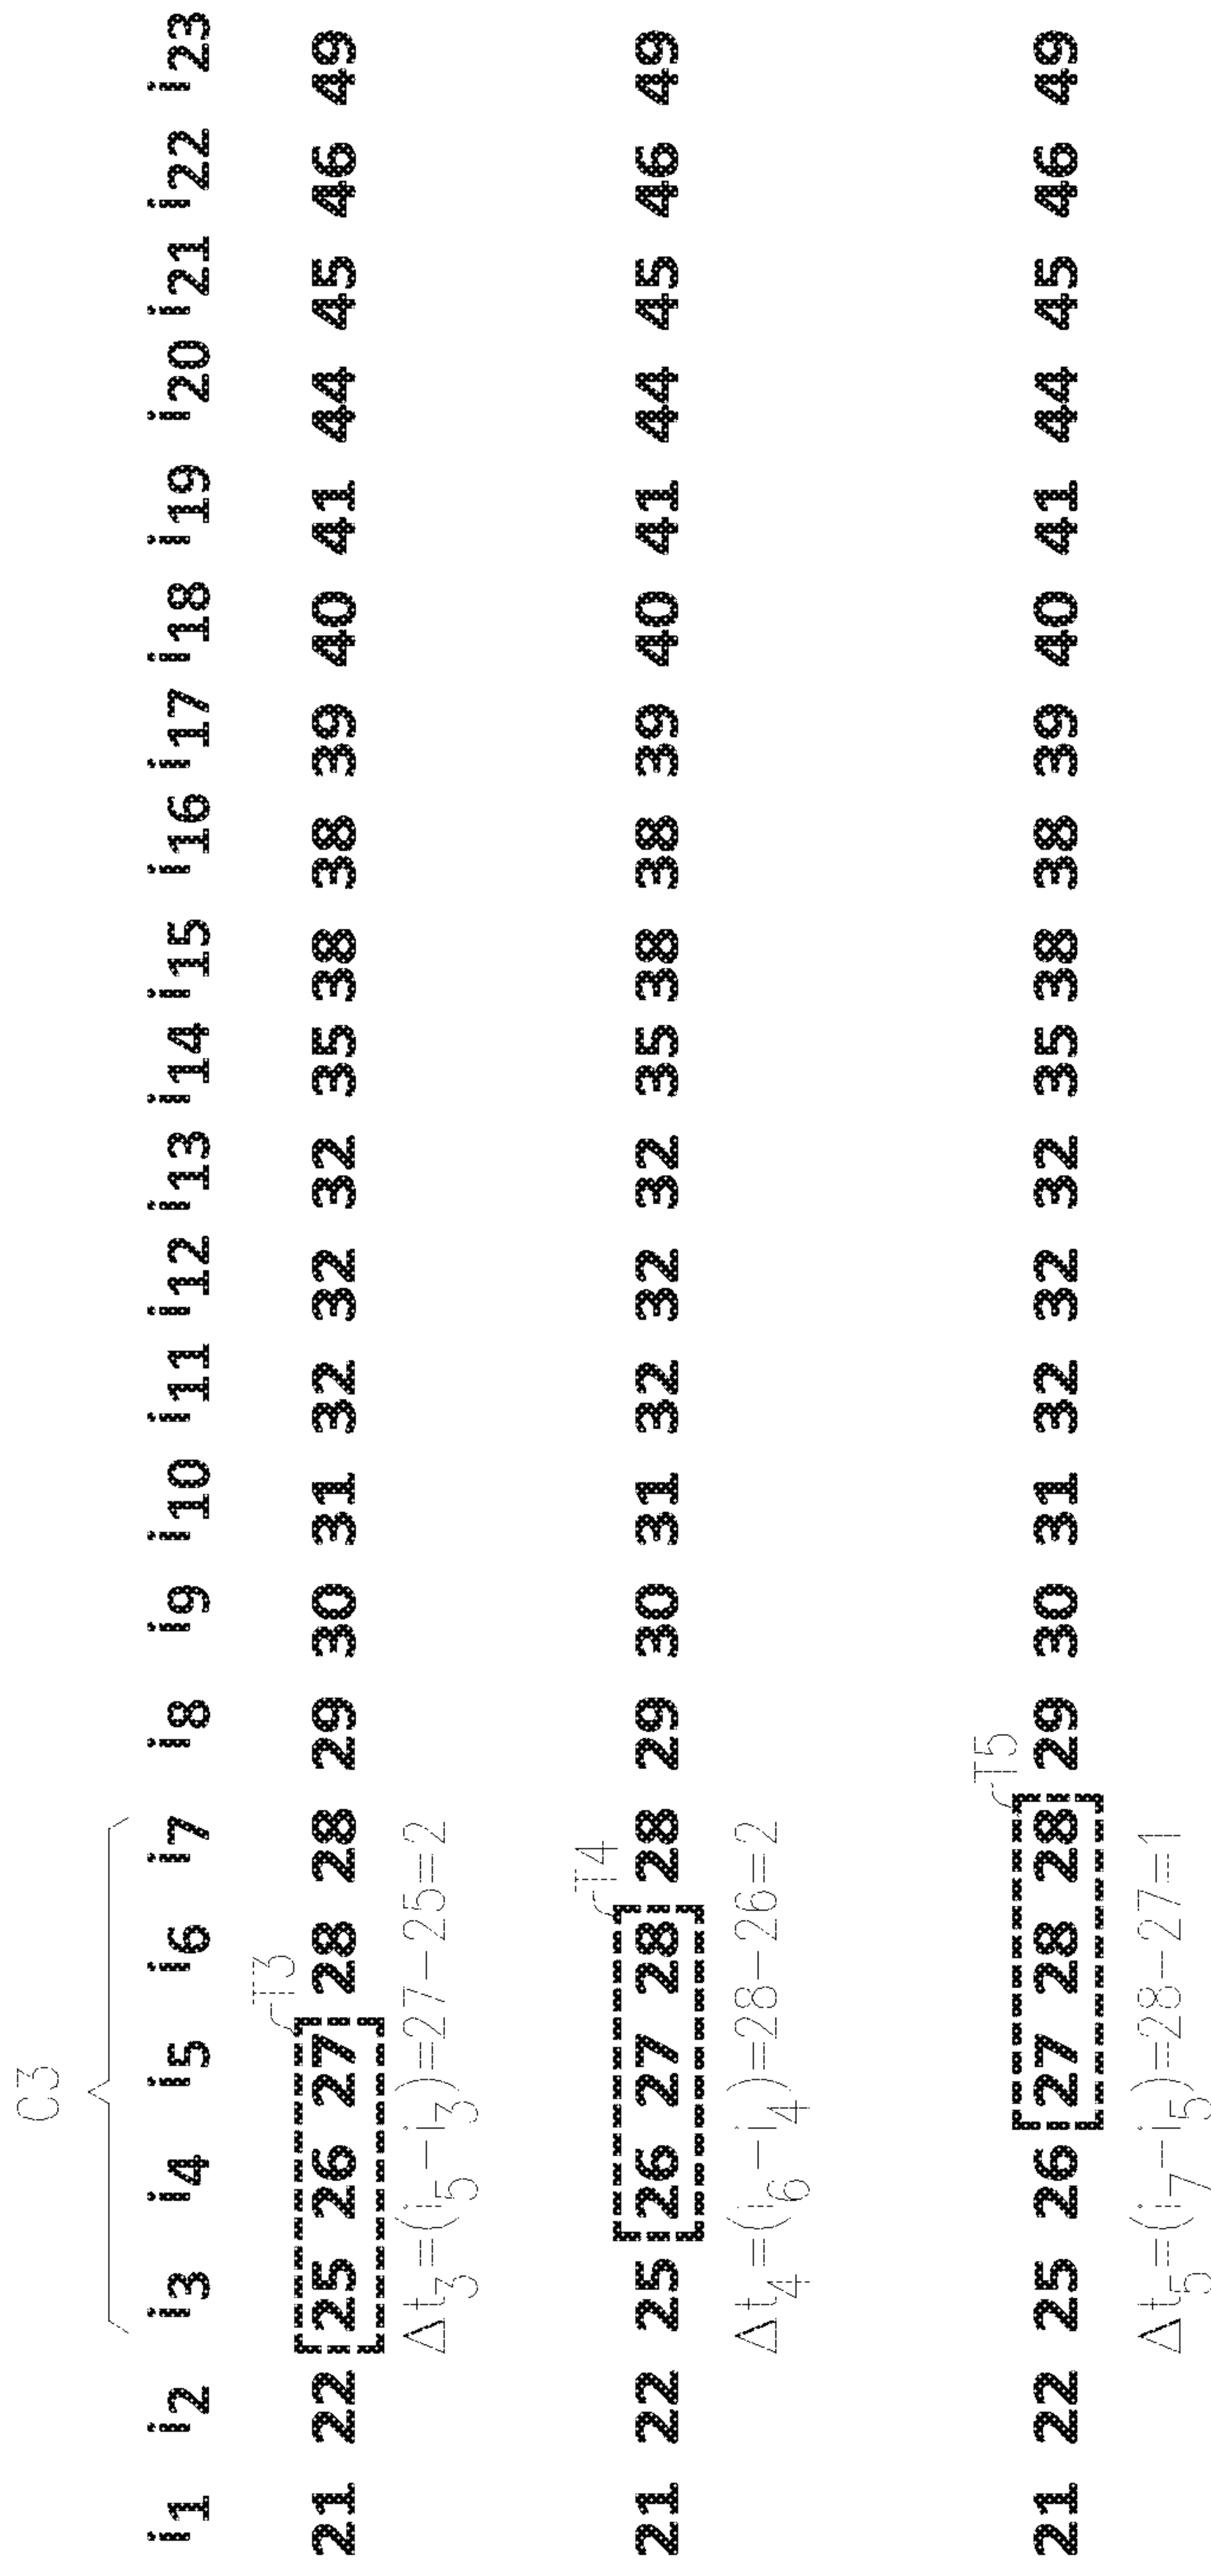 C3
i1 i2 i3 i4 i5 i6 i7 i8 i9 i10 i11 i12 i13 i14 i15 i16 i17 i18 i19 i20 i21 i22 i23
T3
21 22 25 26 27 28 28 29 30 31 32 32 32 35 38 38 39 40 41 44 45 46 49
Δt3=(i5-i3)=27-25=2
T4
21 22 25 26 27 28 28 29 30 31 32 32 32 35 38 38 39 40 41 44 45 46 49
Δt4=(i6-i4)=28-26=2
T5
21 22 25 26 27 28 28 29 30 31 32 32 32 35 38 38 39 40 41 44 45 46 49
Δt5=(i7-i5)=28-27=1